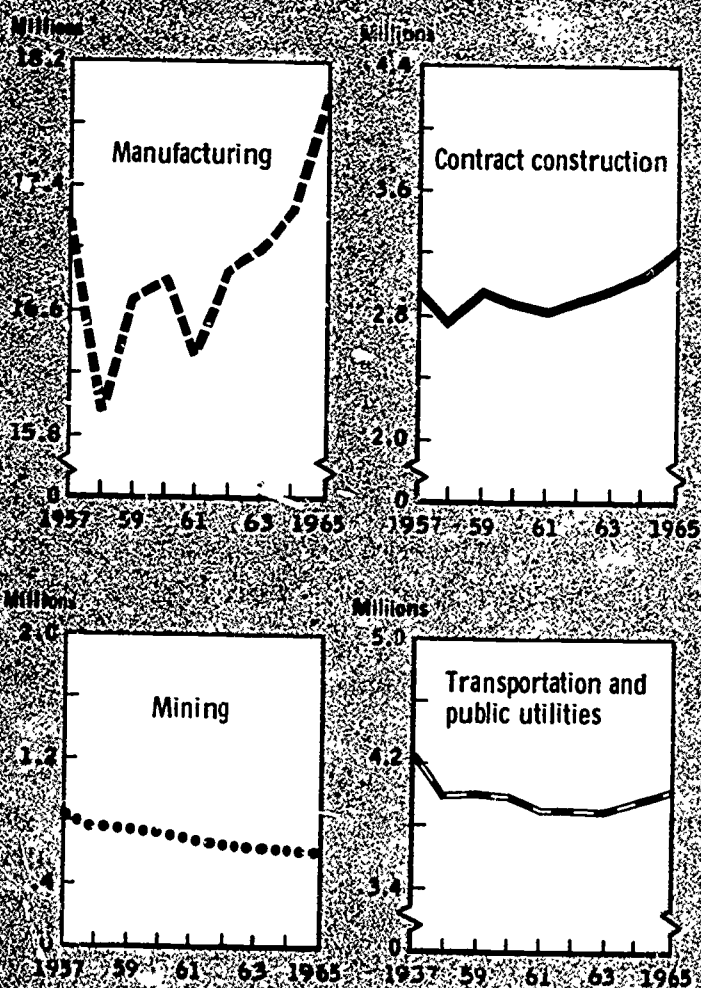 Millions
18.2
Manufacturing
17.4
16.6
15.8
0
1957 59 61 63 1965
Millions
4.4
Contract construction
3.6
2.8
2.0
0
1957 59 61 63 1965
Millions
2.0
Mining
1.2
.4
0
1957 59 61 63 1965
Millions
5.0
Transportation and
public utilities
4.2
3.4
0
1957 59 61 63 1965